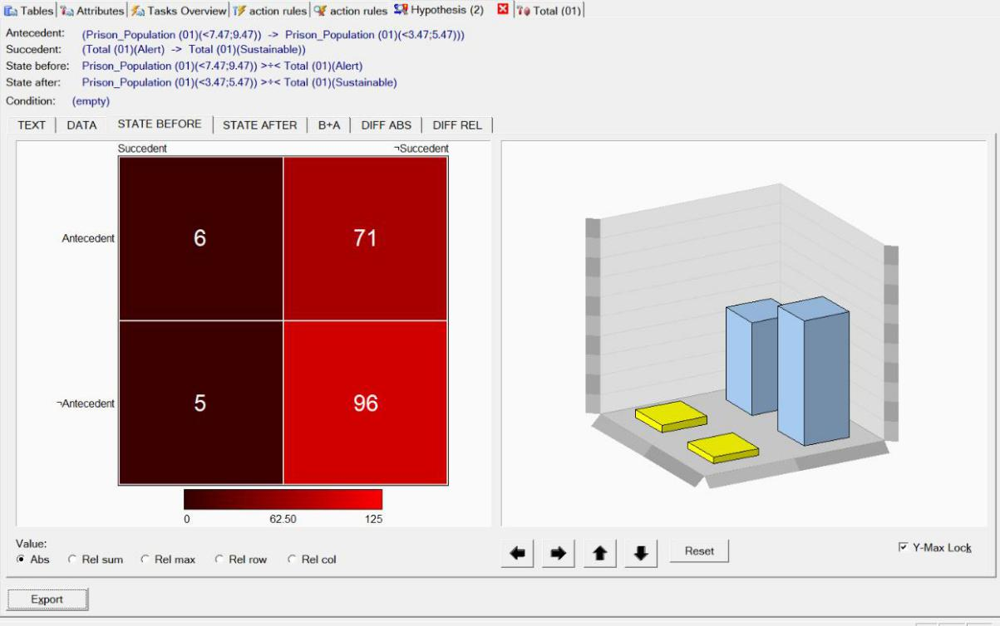 Tables Attributes Tasks Overview action rules action rules Hypothesis (2) Total (01)
Antecedent: (Prison_Population (01)(<7.47;9.47)) -> Prison_Population (01)(<3.47;5.47)))
Succedent: (Total (01)(Alert) -> Total (01)(Sustainable))
State before: Prison_Population (01)(<7.47;9.47)) >÷< Total (01)(Alert)
State after: Prison_Population (01)(<3.47;5.47)) >÷< Total (01)(Sustainable)
Condition: (empty)
TEXT DATA STATE BEFORE STATE AFTER B+A DIFF ABS DIFF REL
Succedent ¬Succedent
Antecedent 6 71
¬Antecedent 5 96
0 62.50 125
Value:
Abs Rel sum Rel max Rel row Rel col
Reset
Y-Max Lock
Export